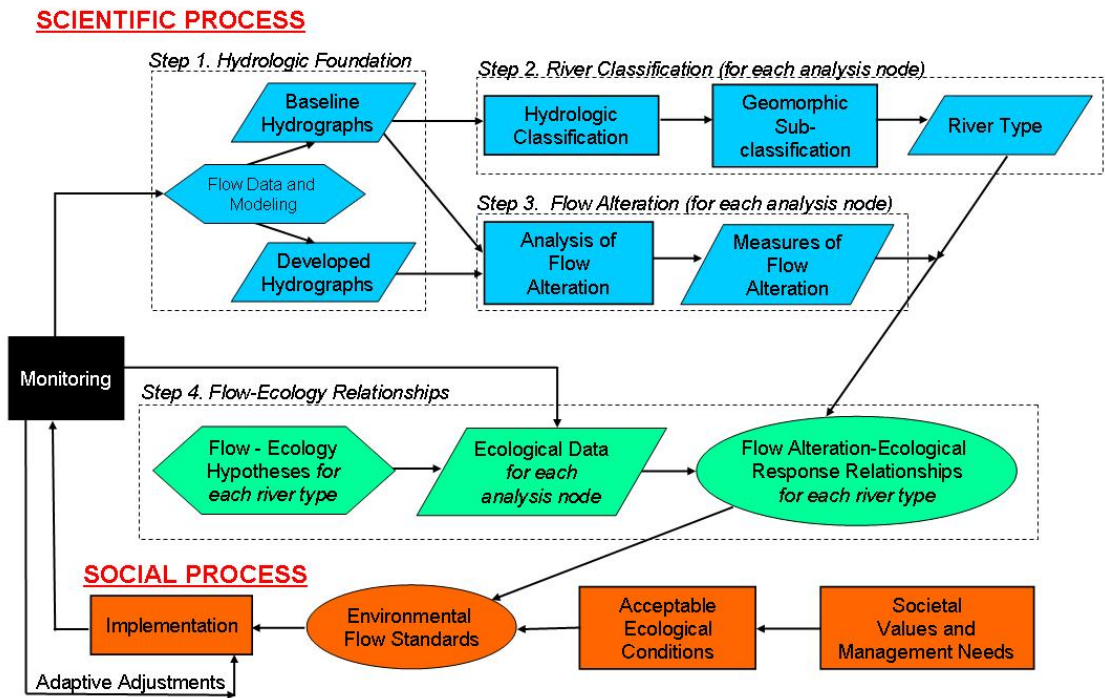 SCIENTIFIC PROCESS
Step 1. Hydrologic Foundation
Baseline
Hydrographs
Flow Data and
Modeling
Developed
Hydrographs
Step 2. River Classification (for each analysis node)
Hydrologic
Classification
Geomorphic
Sub-
classification
River Type
Step 3.  Flow Alteration (for each analysis node)
Analysis of
Flow
Alteration
Measures of
Flow
Alteration
Monitoring
Step 4. Flow-Ecology Relationships
Flow - Ecology
Hypotheses for
each river type
Ecological Data
for each
analysis node
Flow Alteration-Ecological
Response Relationships
for each river type
SOCIAL PROCESS
Implementation
Environmental
Flow Standards
Acceptable
Ecological
Conditions
Societal
Values and
Management Needs
Adaptive Adjustments